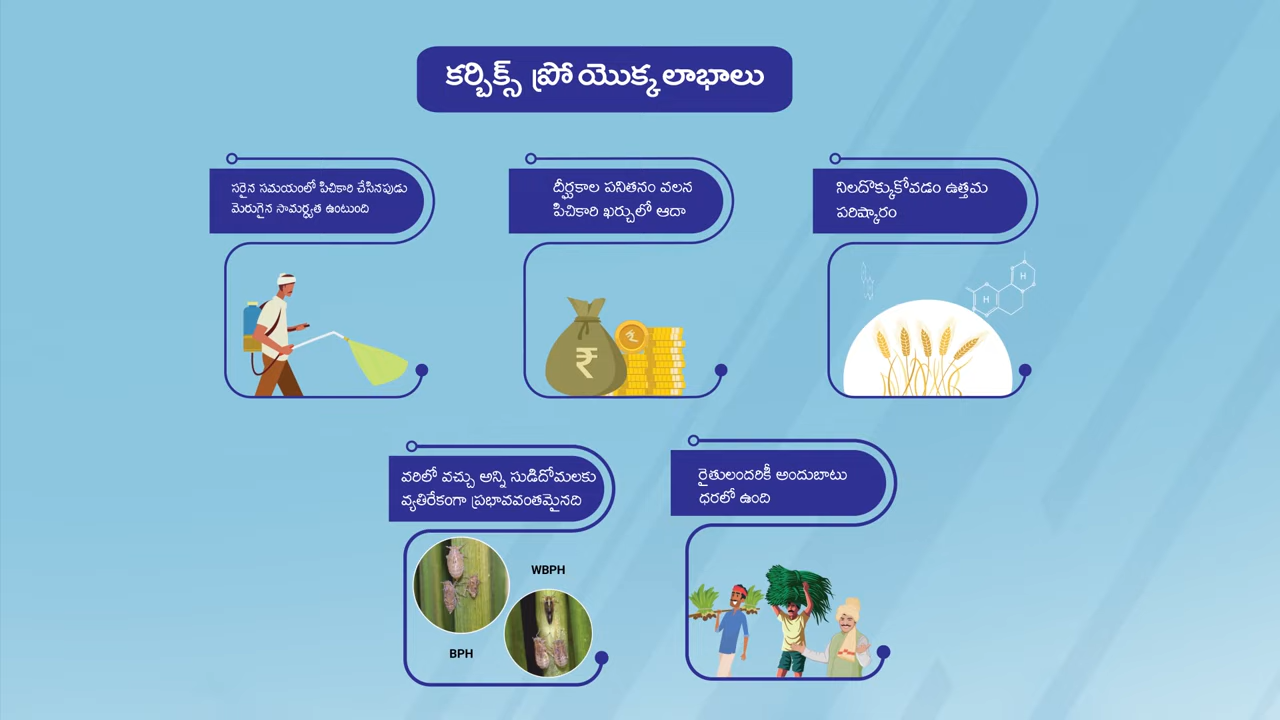 కర్బిక్స్ ప్రో యొక్క లాభాలు
సరైన సమయంలో పిచికారి చేసినపుడు
మెరుగైన సామర్థ్యత ఉంటుంది
దీర్ఘకాల పనితనం వలన
పిచికారి ఖర్చులో ఆదా
నిలదొక్కుకోవడం ఉత్తమ
పరిష్కారం
H
H
వరిలో వచ్చు అన్ని సుడిదోమలకు
వ్యతిరేకంగా ప్రభావవంతమైనది
WBPH
BPH
రైతులందరికీ అందుబాటు
ధరలో ఉంది